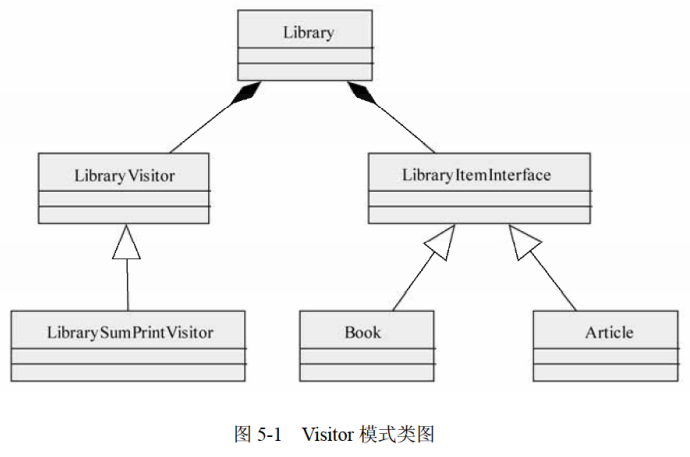 Library
LibraryVisitor
LibraryItemInterface
LibrarySumPrintVisitor
Book
Article
图 5-1 Visitor 模式类图